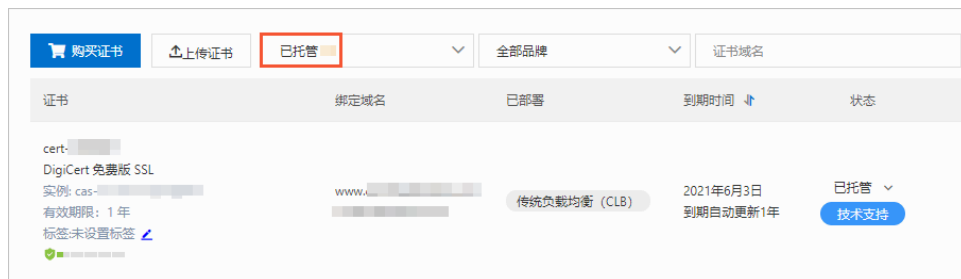 购买证书 上传证书 已托管 全部品牌 证书域名
证书 绑定域名 已部署 到期时间 状态
cert-
DigiCert 免费版 SSL
实例: cas-
有效期限：1 年
标签:未设置标签
www.
传统负载均衡（CLB）
2021年6月3日
到期自动更新1年
已托管
技术支持